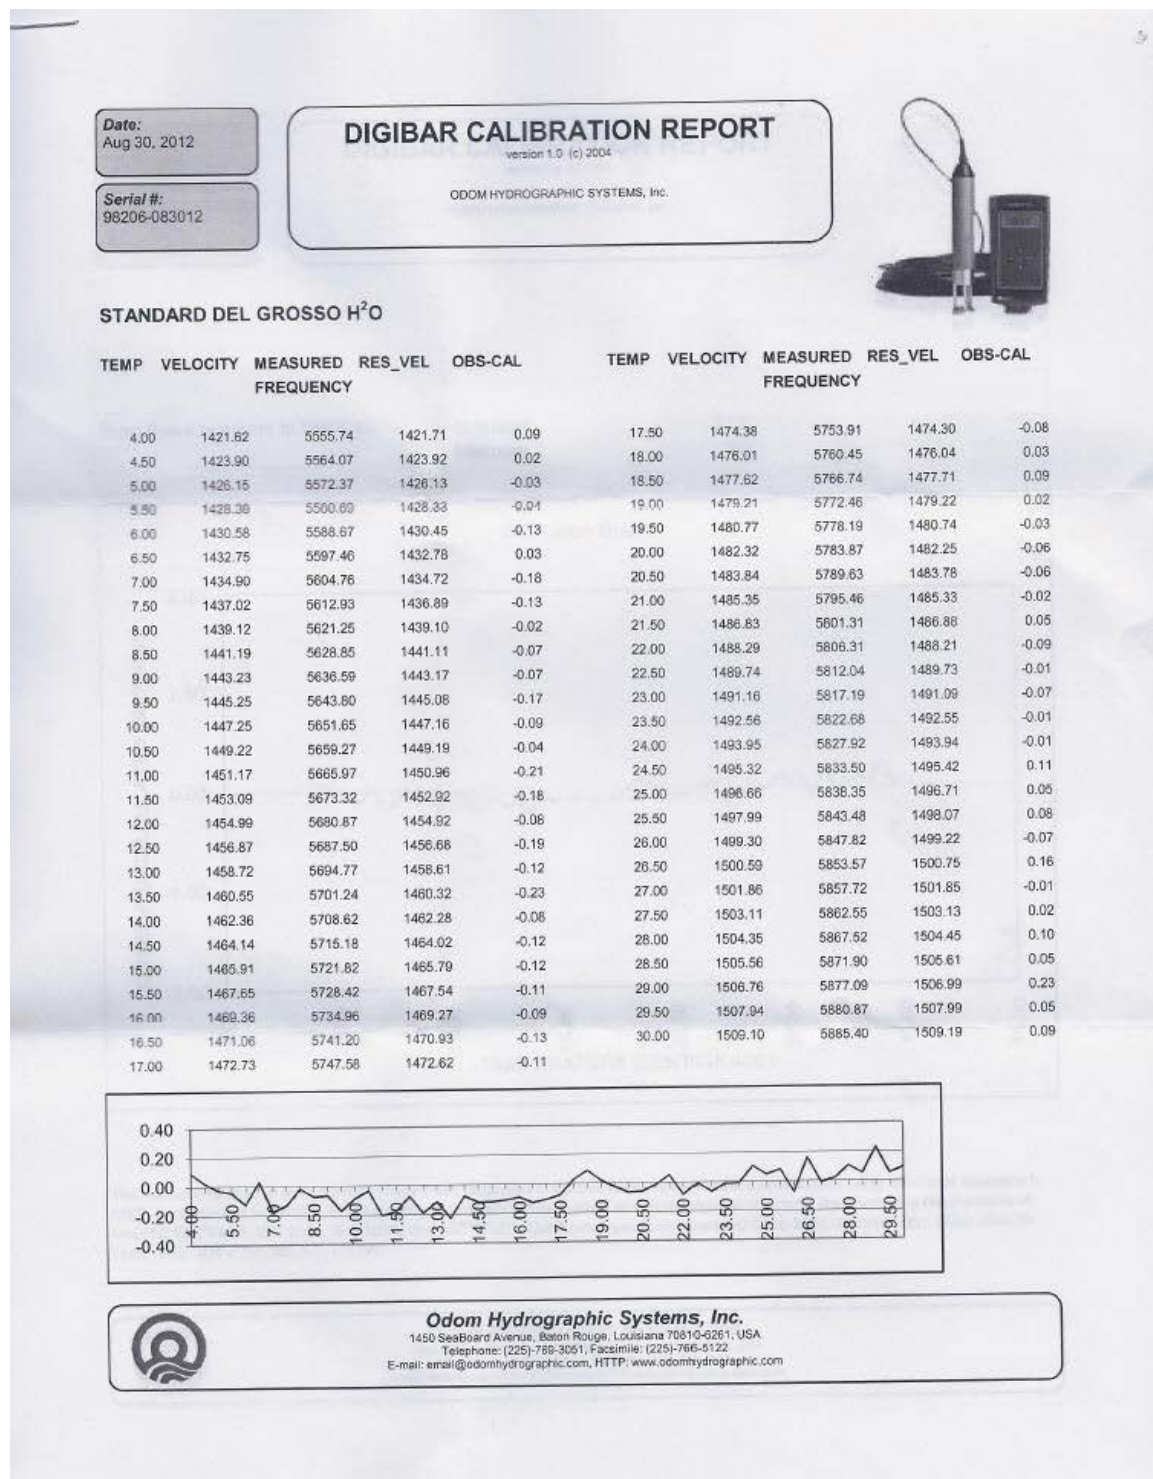 Date:
Aug 30, 2012
Serial #:
98206-083012
DIGIBAR CALIBRATION REPORT
version 1.0 (c) 2004
ODOM HYDROGRAPHIC SYSTEMS, Inc.
STANDARD DEL GROSSO H²O
TEMP VELOCITY MEASURED FREQUENCY RES_VEL OBS-CAL
4.00 1421.62 5555.74 1421.71 0.09
4.50 1423.90 5564.07 1423.92 0.02
5.00 1426.15 5572.37 1426.13 -0.03
5.50 1428.38 5580.69 1428.33 -0.04
6.00 1430.58 5588.67 1430.45 -0.13
6.50 1432.75 5597.46 1432.78 0.03
7.00 1434.90 5604.76 1434.72 -0.18
7.50 1437.02 5612.93 1436.89 -0.13
8.00 1439.12 5621.25 1439.10 -0.02
8.50 1441.19 5628.85 1441.11 -0.07
9.00 1443.23 5636.59 1443.17 -0.07
9.50 1445.25 5643.80 1445.08 -0.17
10.00 1447.25 5651.65 1447.16 -0.09
10.50 1449.22 5659.27 1449.19 -0.04
11.00 1451.17 5665.97 1450.96 -0.21
11.50 1453.09 5673.32 1452.92 -0.18
12.00 1454.99 5680.87 1454.92 -0.08
12.50 1456.87 5687.50 1456.68 -0.19
13.00 1458.72 5694.77 1458.61 -0.12
13.50 1460.55 5701.24 1460.32 -0.23
14.00 1462.36 5708.62 1462.28 -0.08
14.50 1464.14 5715.18 1464.02 -0.12
15.00 1465.91 5721.82 1465.79 -0.12
15.50 1467.65 5728.42 1467.54 -0.11
16.00 1469.36 5734.96 1469.27 -0.09
16.50 1471.06 5741.20 1470.93 -0.13
17.00 1472.73 5747.58 1472.62 -0.11
TEMP VELOCITY MEASURED FREQUENCY RES_VEL OBS-CAL
17.50 1474.38 5753.91 1474.30 -0.08
18.00 1476.01 5760.45 1476.04 0.03
18.50 1477.62 5766.74 1477.71 0.09
19.00 1479.21 5772.46 1479.22 0.02
19.50 1480.77 5778.19 1480.74 -0.03
20.00 1482.32 5783.87 1482.25 -0.06
20.50 1483.84 5789.63 1483.78 -0.06
21.00 1485.35 5795.46 1485.33 -0.02
21.50 1486.83 5801.31 1486.88 0.05
22.00 1488.29 5806.31 1488.21 -0.09
22.50 1489.74 5812.04 1489.73 -0.01
23.00 1491.16 5817.19 1491.09 -0.07
23.50 1492.56 5822.68 1492.55 -0.01
24.00 1493.95 5827.92 1493.94 -0.01
24.50 1495.32 5833.50 1495.42 0.11
25.00 1496.66 5838.35 1496.71 0.05
25.50 1497.99 5843.48 1498.07 0.08
26.00 1499.30 5847.82 1499.22 -0.07
26.50 1500.59 5853.57 1500.75 0.16
27.00 1501.86 5857.72 1501.85 -0.01
27.50 1503.11 5862.55 1503.13 0.02
28.00 1504.35 5867.52 1504.45 0.10
28.50 1505.56 5871.90 1505.61 0.05
29.00 1506.76 5877.09 1506.99 0.23
29.50 1507.94 5880.87 1507.99 0.05
30.00 1509.10 5885.40 1509.19 0.09
0.40
0.20
0.00
-0.20
-0.40
4.00 5.50 7.00 8.50 10.00 11.50 13.00 14.50 16.00 17.50 19.00 20.50 22.00 23.50 25.00 26.50 28.00 29.50
Odom Hydrographic Systems, Inc.
1450 SeaBoard Avenue, Baton Rouge, Louisiana 70810-6261, USA
Telephone: (225)-769-3051, Facsimile: (225)-766-5122
E-mail: email@odomhydrographic.com, HTTP: www.odomhydrographic.com